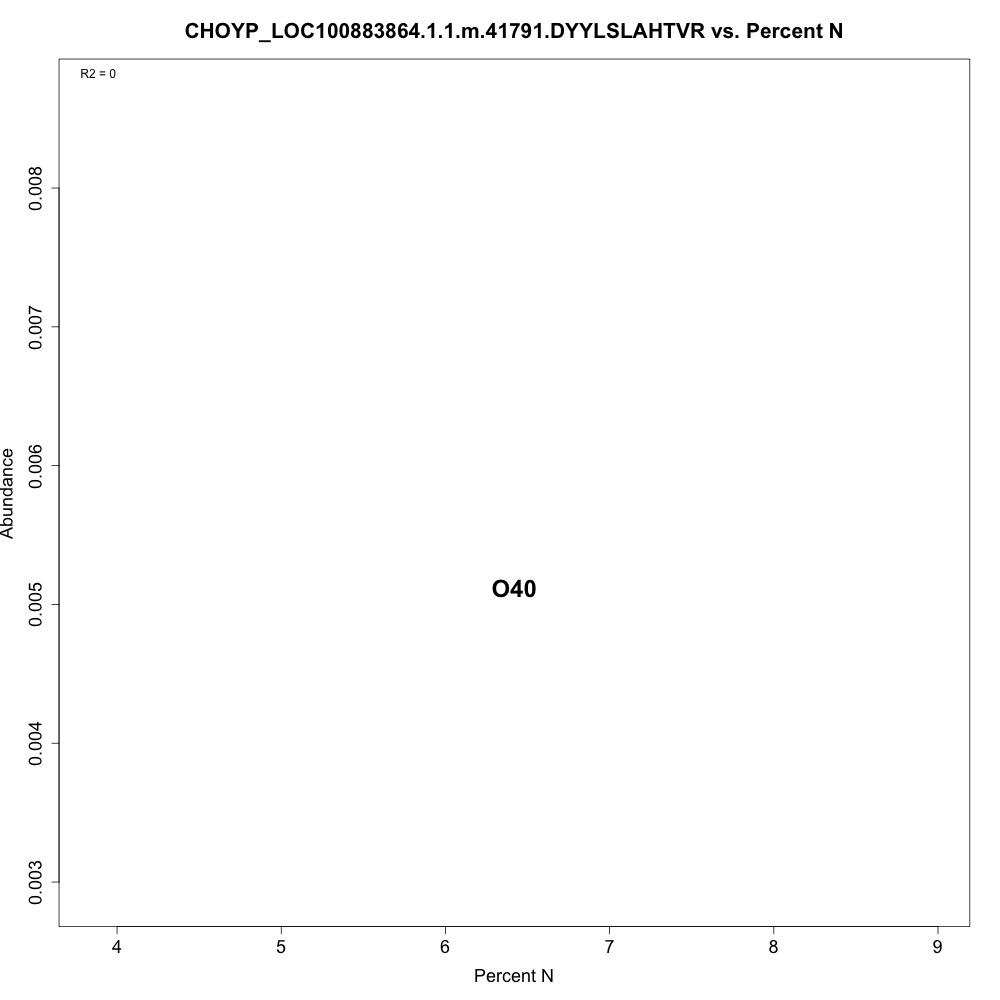 CHOYP_LOC100883864.1.1.m.41791.DYYLSLAHTVR vs. Percent N
R2 = 0
0.008
0.007
0.006
Abundance
0.005
O40
0.004
0.003
4 5 6 7 8 9
Percent N